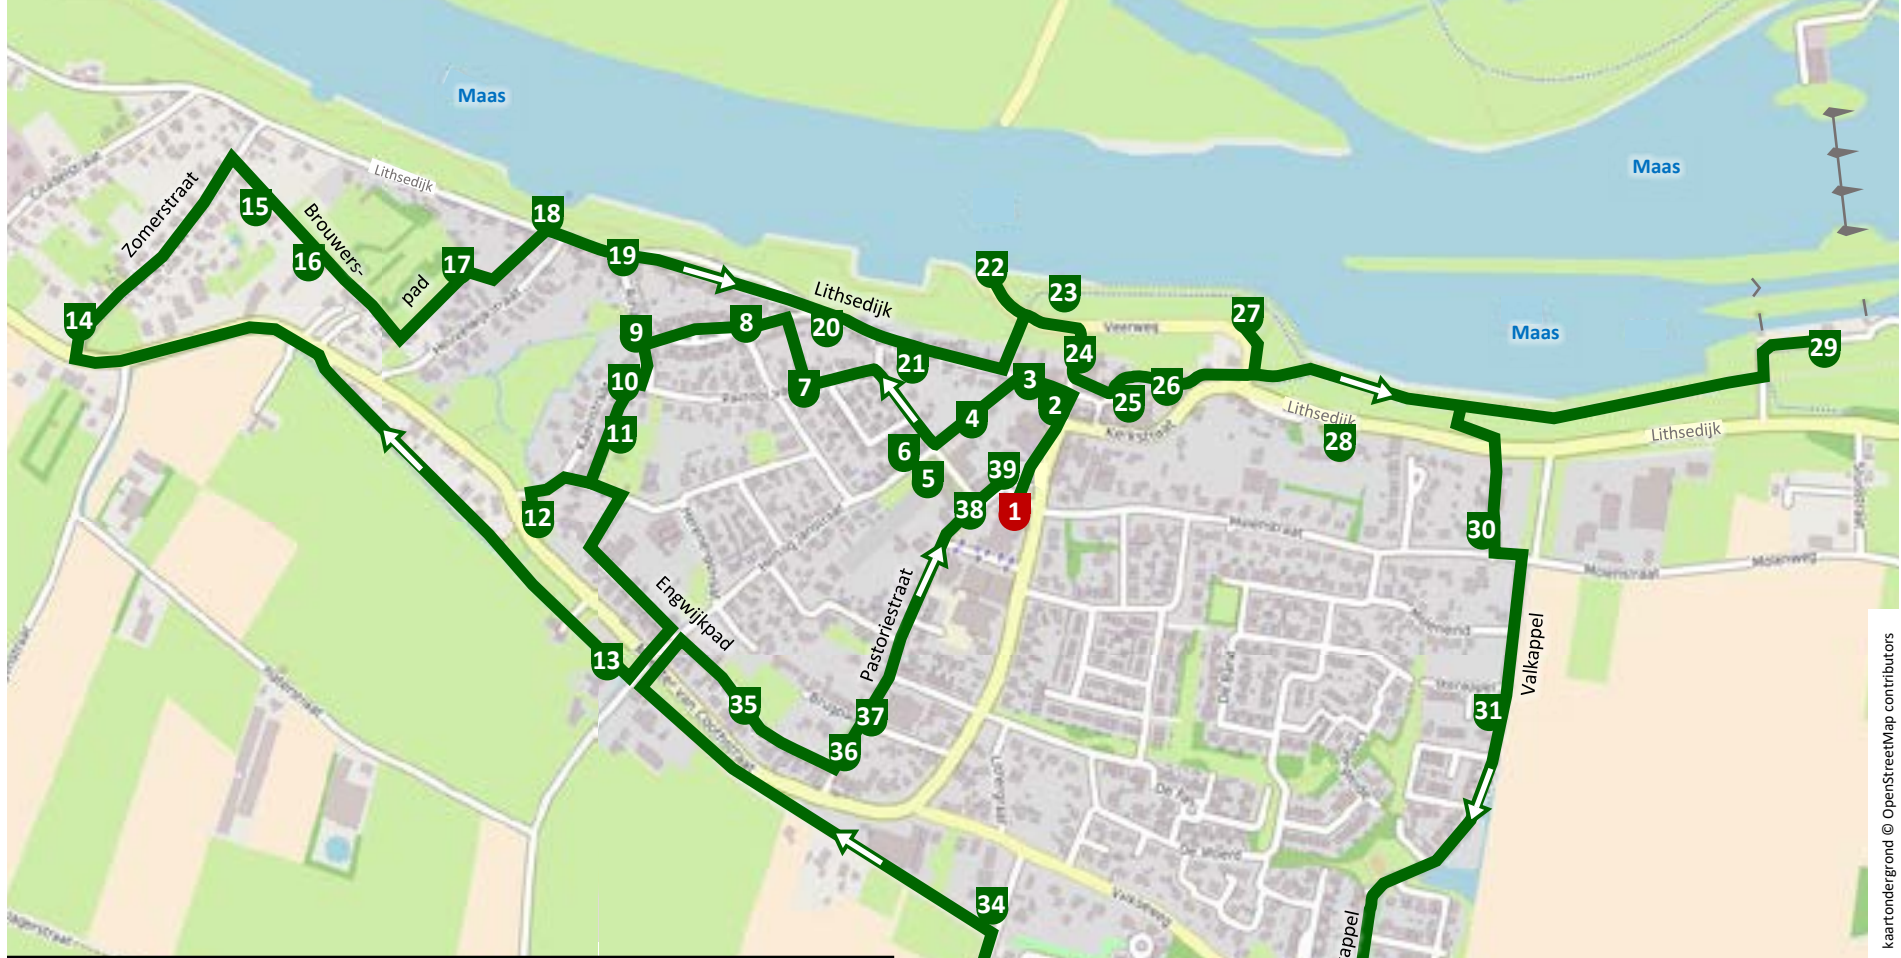 Maas
Maas
Maas
Lithsedijk
Zomerstraat
Brouwers-
pad
Lithsedijk
Veerweg
Kerkstraat
Lithsedijk
Lithsedijk
Molenstraat
Molenstraat
Molenweg
Engwijkpad
Pastoriestraat
Valkappel
appel
Valkseweg
14
15
16
17
18
19
20
21
22
23
24
25
26
27
28
29
9
8
7
10
11
12
6
5
4
3
2
39
38
1
30
13
35
36
37
31
34
kaartondergrond © OpenStreetMap contributors